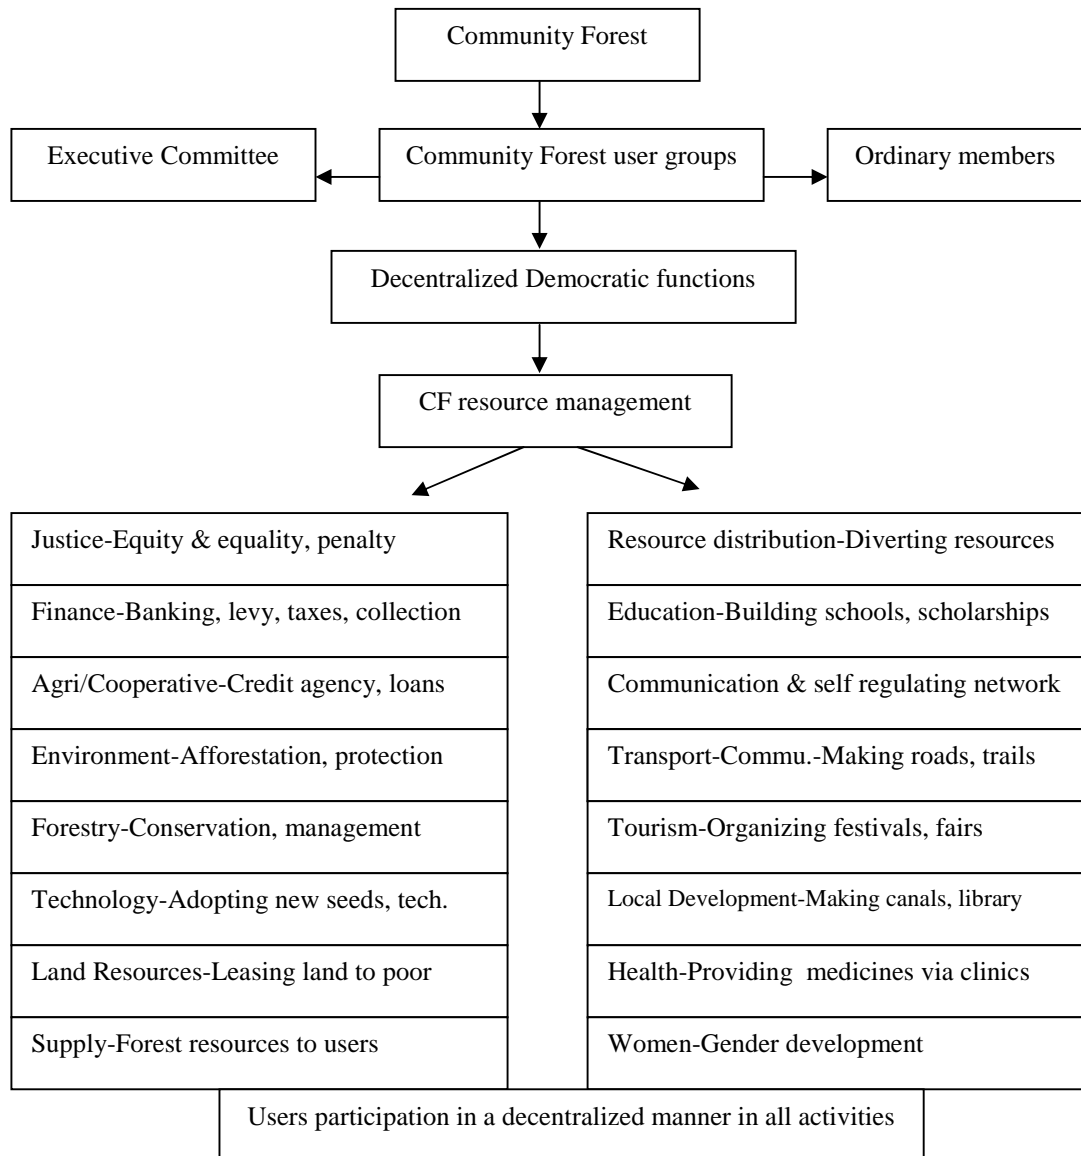 Community Forest
Executive Committee
Community Forest user groups
Ordinary members
Decentralized Democratic functions
CF resource management
Justice-Equity & equality, penalty
Finance-Banking, levy, taxes, collection
Agri/Cooperative-Credit agency, loans
Environment-Afforestation, protection
Forestry-Conservation, management
Technology-Adopting new seeds, tech.
Land Resources-Leasing land to poor
Supply-Forest resources to users
Resource distribution-Diverting resources
Education-Building schools, scholarships
Communication & self regulating network
Transport-Commu.-Making roads, trails
Tourism-Organizing festivals, fairs
Local Development-Making canals, library
Health-Providing  medicines via clinics
Women-Gender development
Users participation in a decentralized manner in all activities